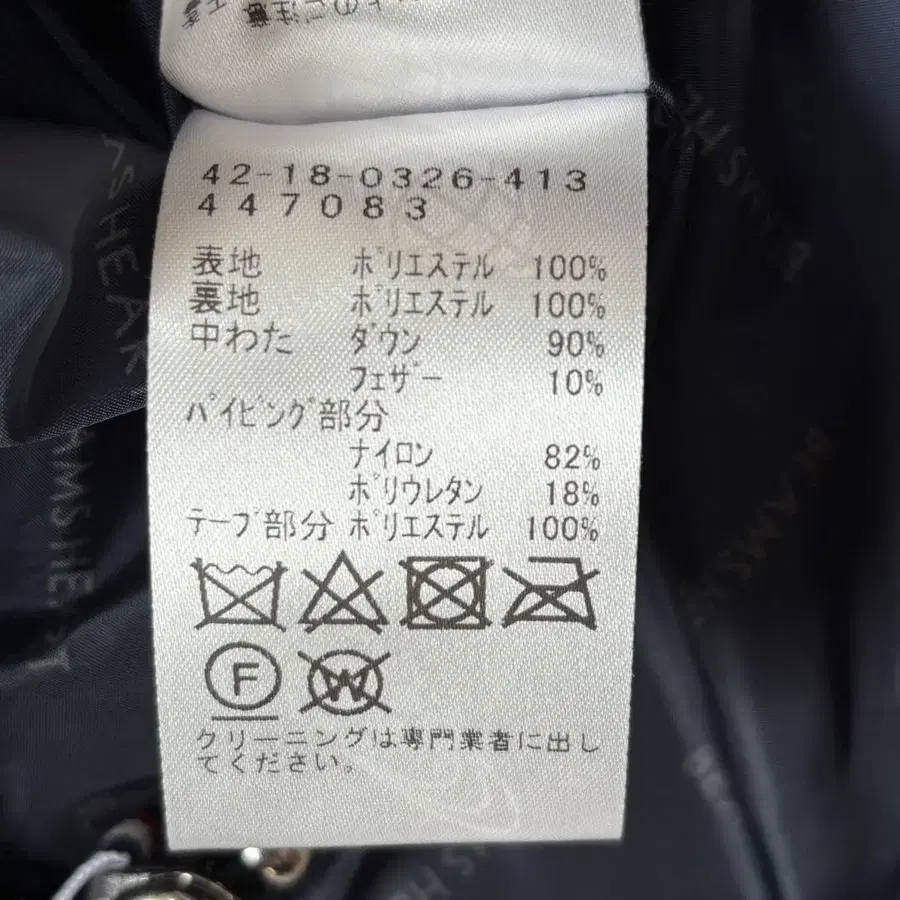 42-18-0326-413
447083
表地 ポリエステル 100%
裏地 ポリエステル 100%
中わた ダウン 90%
フェザー 10%
パイピング部分
ナイロン 82%
ポリウレタン 18%
テープ部分 ポリエステル 100%
F W
クリーニングは専門業者に出し
てください。